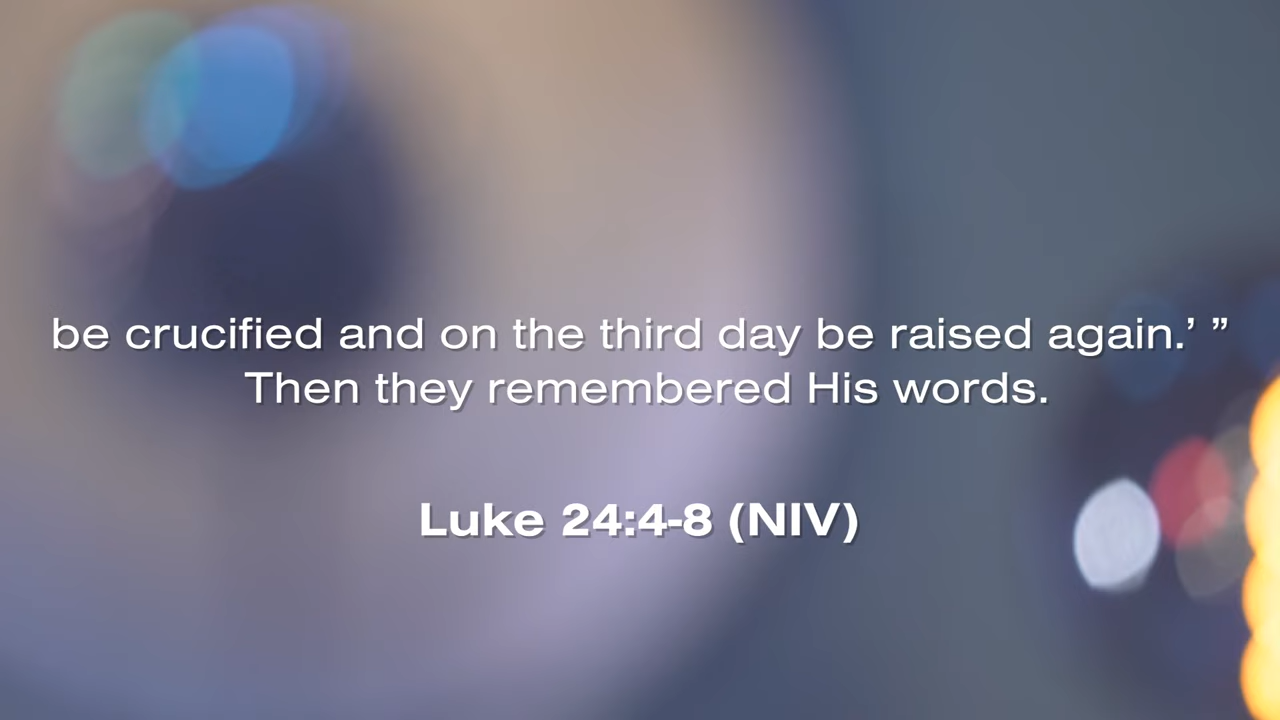 be crucified and on the third day be raised again.’ ”
Then they remembered His words.
Luke 24:4-8 (NIV)